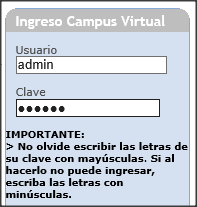 Ingreso Campus Virtual
Usuario
admin
Clave
●●●●●●
IMPORTANTE:
> No olvide escribir las letras de
su clave con mayúsculas. Si al
hacerlo no puede ingresar,
escriba las letras con
minúsculas.